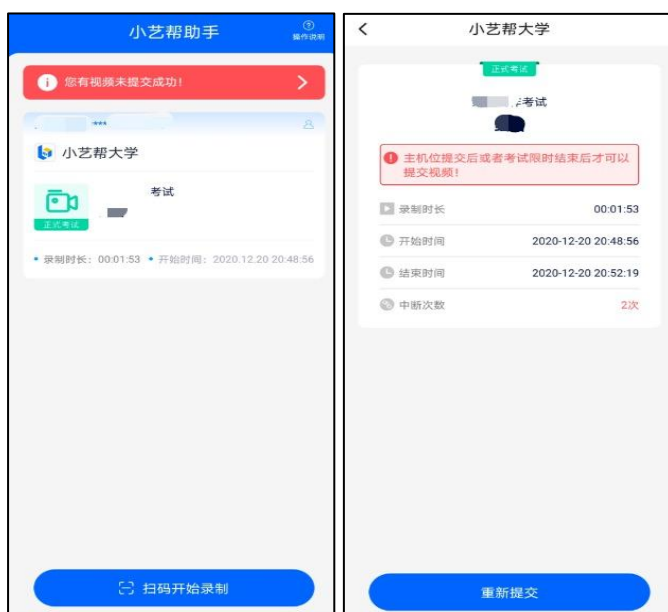 小艺帮助手
操作说明
您有视频未提交成功!
***
小艺帮大学
考试
正式考试
• 录制时长: 00:01:53 • 开始时间: 2020.12.20 20:48:56
扫码开始录制
小艺帮大学
正式考试
考试
主机位提交后或者考试限时结束后才可以
提交视频!
录制时长 00:01:53
开始时间 2020-12-20 20:48:56
结束时间 2020-12-20 20:52:19
中断次数 2次
重新提交